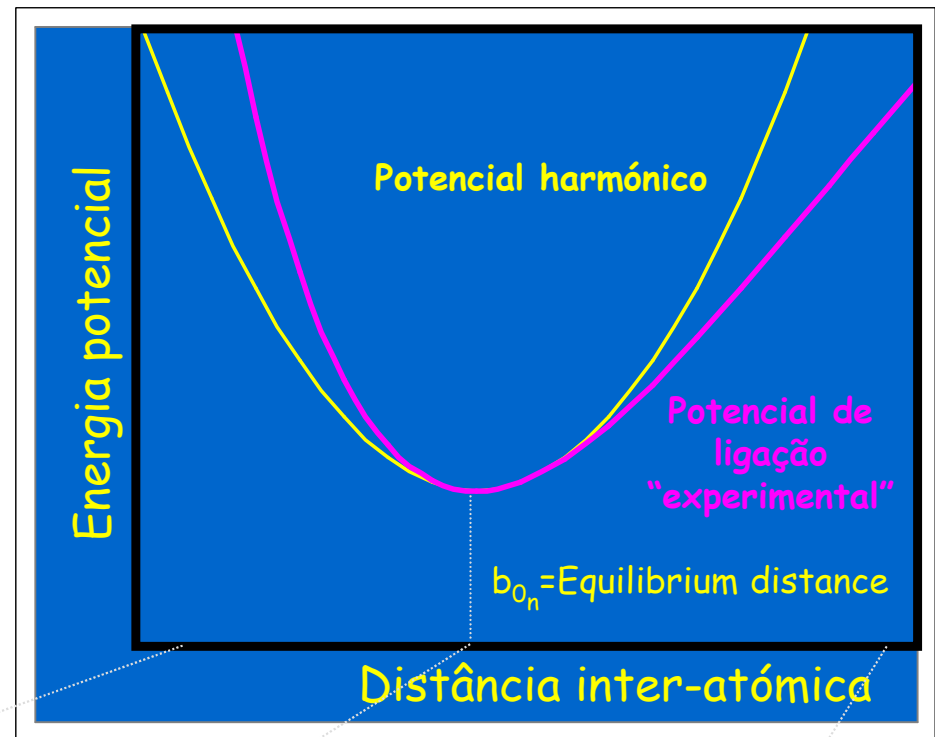 Potencial harmónico
Energia potencial
Potencial de
ligação
“experimental”
b0n=Equilibrium distance
Distância inter-atómica